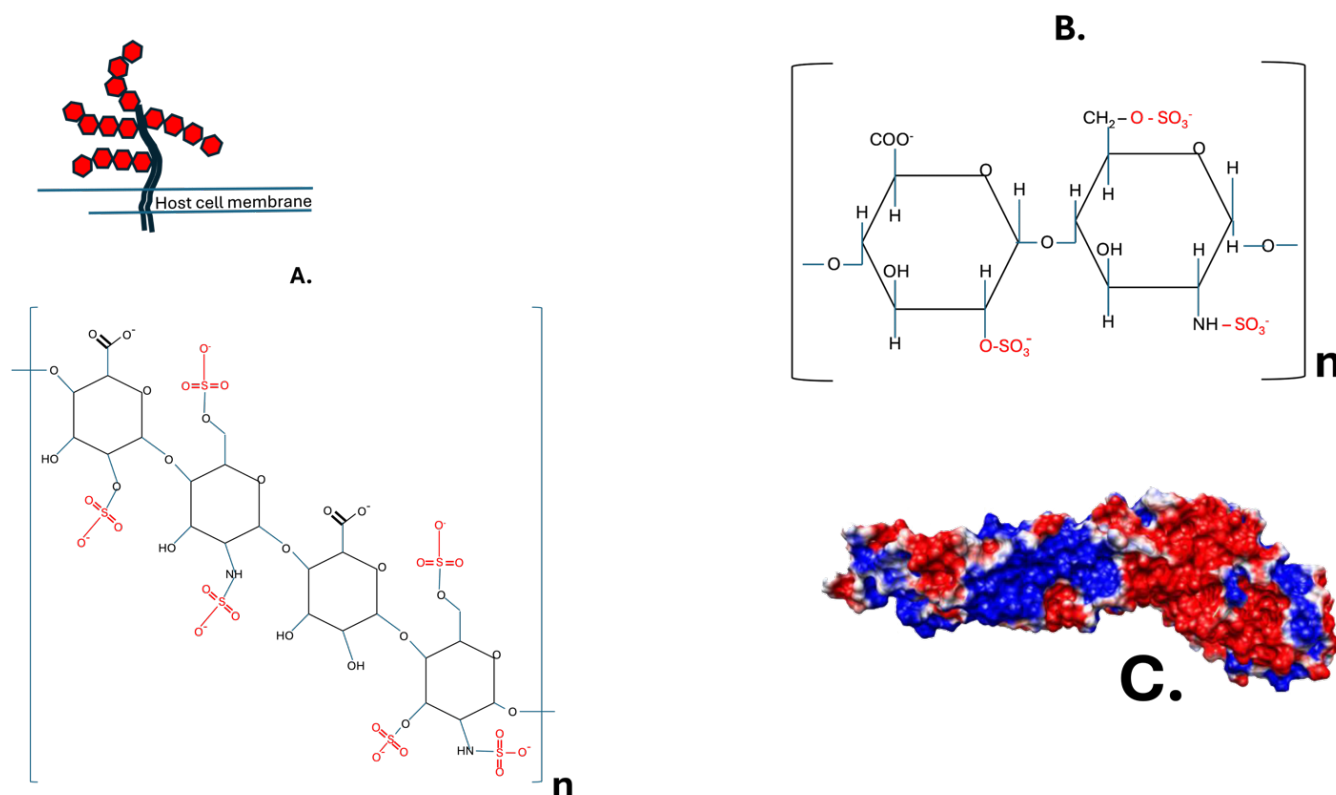 Host cell membrane
A.
O
O⁻
O
O
O⁻
O=S=O
O
HO
O
O
O
O
O
S
O
O⁻
HO
O
O
O⁻
O⁻
NH
O=S=O
O
S
O
O⁻
O
O
HO
OH
O
O
O
O
O
S
O
O⁻
HN
O
S
O
O⁻
n
B.
CH₂–O - SO₃⁻
COO⁻
O
O
H
H
H
H
H
H
O
OH
H
O
OH
H
H
O
H
O-SO₃⁻
H
NH–SO₃⁻
n
C.